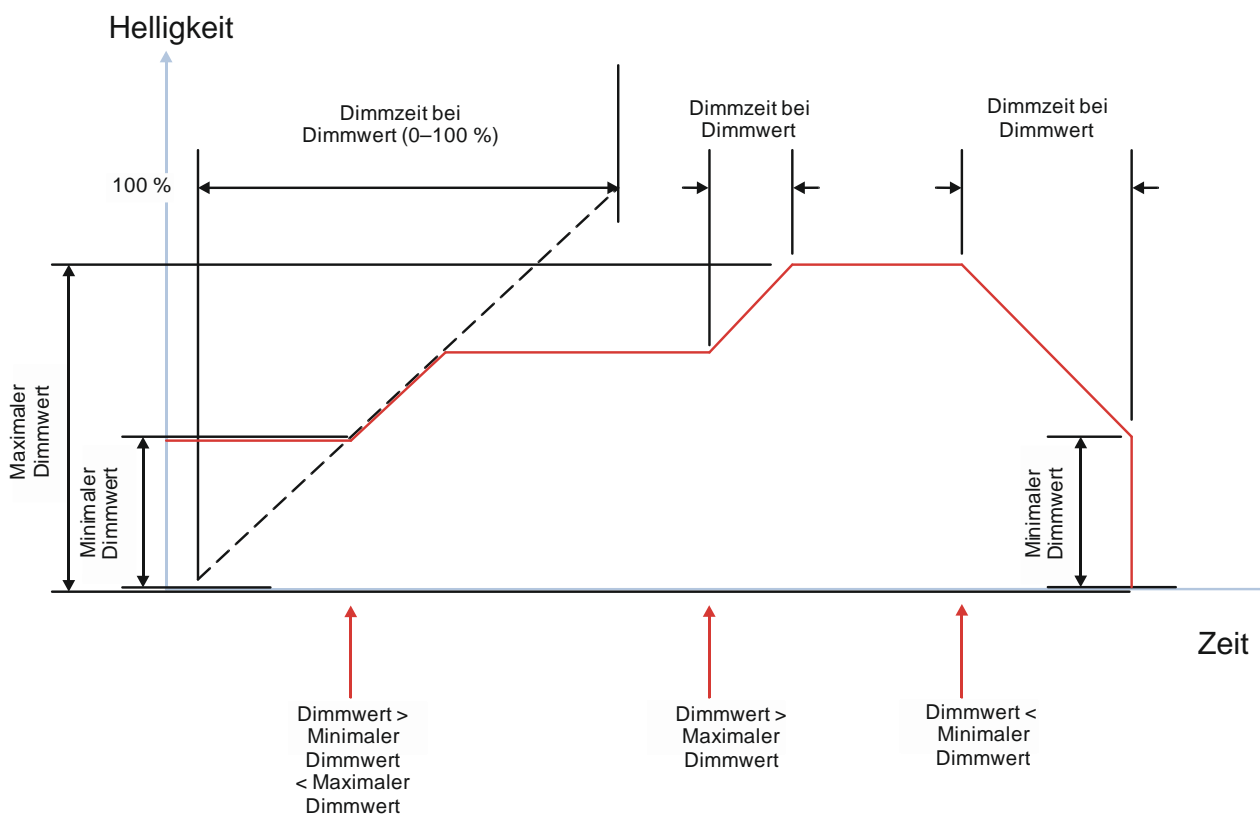 Helligkeit
Dimmzeit bei
Dimmwert (0–100 %)
Dimmzeit bei
Dimmwert
Dimmzeit bei
Dimmwert
100 %
Maximaler
Dimmwert
Minimaler
Dimmwert
Minimaler
Dimmwert
Zeit
Dimmwert >
Minimaler
Dimmwert
< Maximaler
Dimmwert
Dimmwert >
Maximaler
Dimmwert
Dimmwert <
Minimaler
Dimmwert